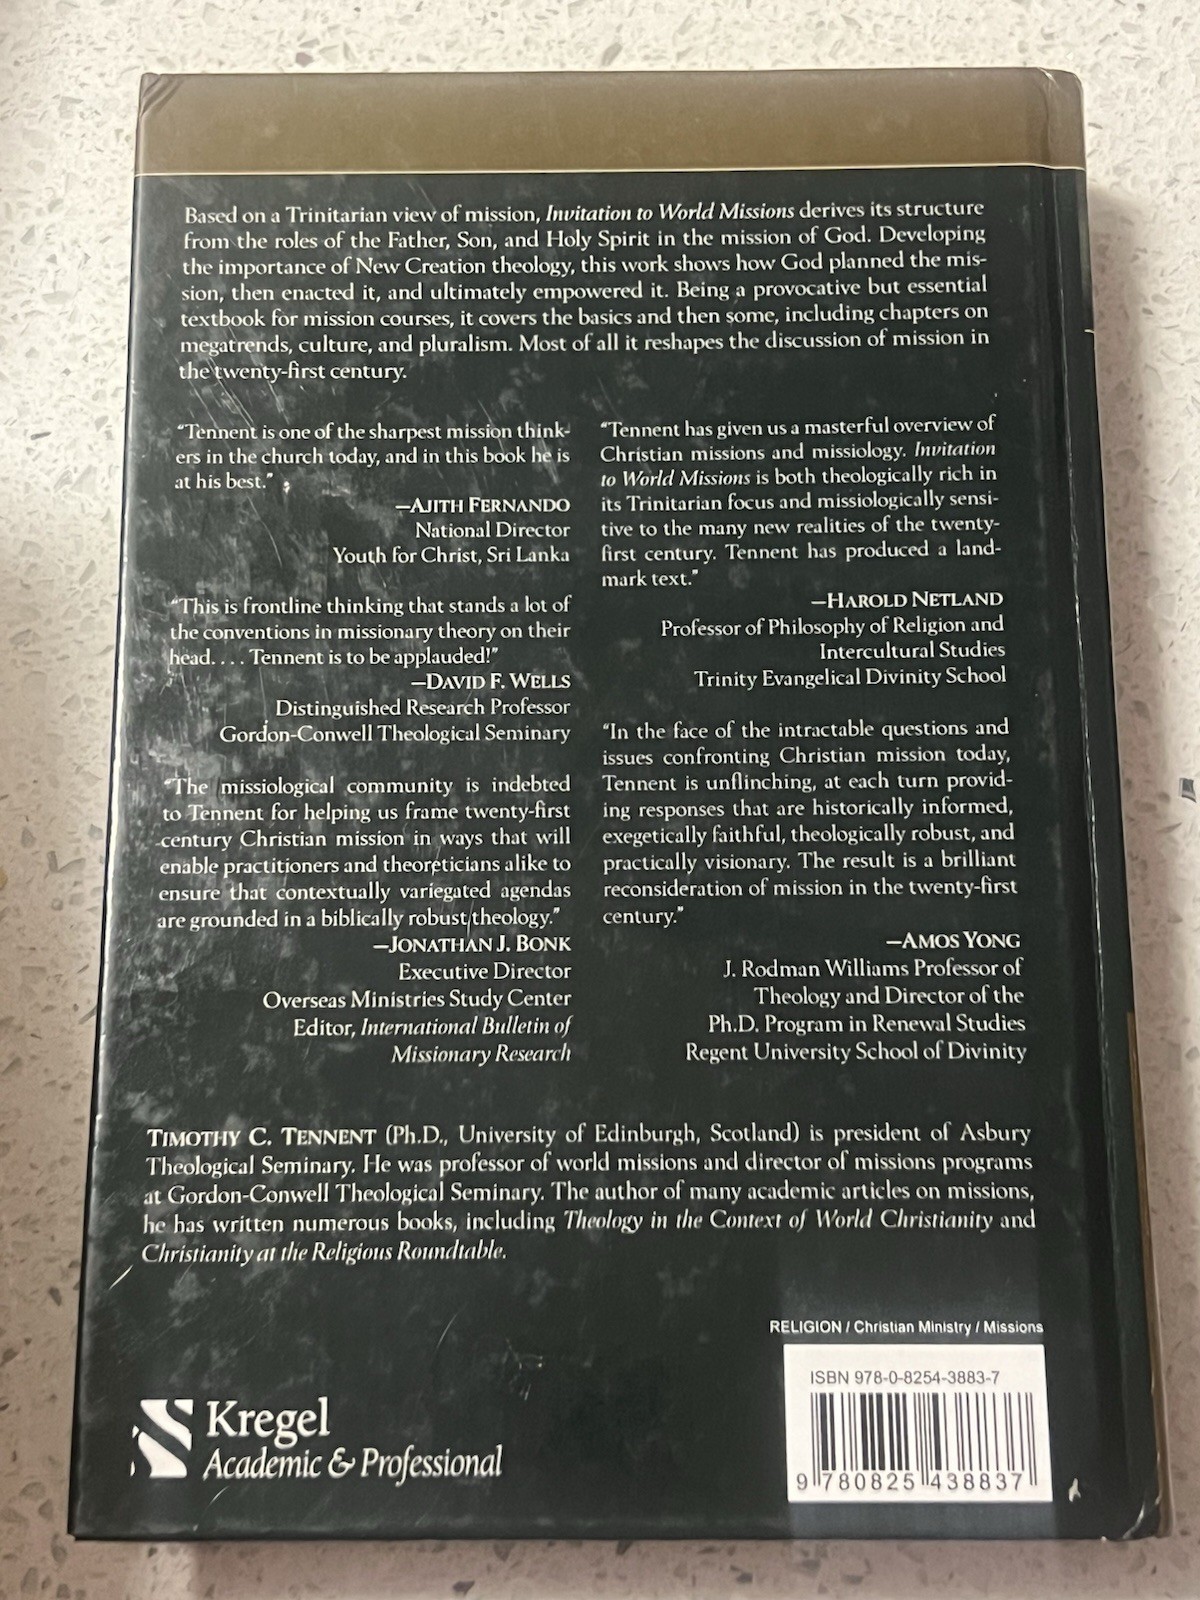 Based on a Trinitarian view of mission, Invitation to World Missions derives its structure
from the roles of the Father, Son, and Holy Spirit in the mission of God. Developing
the importance of New Creation theology, this work shows how God planned the mis-
sion, then enacted it, and ultimately empowered it. Being a provocative but essential
textbook for mission courses, it covers the basics and then some, including chapters on
megatrends, culture, and pluralism. Most of all it reshapes the discussion of mission in
the twenty-first century.
“Tennent is one of the sharpest mission think-
ers in the church today, and in this book he is
at his best.”
—AJITH FERNANDO
National Director
Youth for Christ, Sri Lanka
“This is frontline thinking that stands a lot of
the conventions in missionary theory on their
head. . . . Tennent is to be applauded!”
—DAVID F. WELLS
Distinguished Research Professor
Gordon-Conwell Theological Seminary
“The missiological community is indebted
to Tennent for helping us frame twenty-first
century Christian mission in ways that will
enable practitioners and theoreticians alike to
ensure that contextually variegated agendas
are grounded in a biblically robust theology.”
—JONATHAN J. BONK
Executive Director
Overseas Ministries Study Center
Editor, International Bulletin of
Missionary Research
“Tennent has given us a masterful overview of
Christian missions and missiology. Invitation
to World Missions is both theologically rich in
its Trinitarian focus and missiologically sensi-
tive to the many new realities of the twenty-
first century. Tennent has produced a land-
mark text.”
—HAROLD NETLAND
Professor of Philosophy of Religion and
Intercultural Studies
Trinity Evangelical Divinity School
“In the face of the intractable questions and
issues confronting Christian mission today,
Tennent is unflinching, at each turn provid-
ing responses that are historically informed,
exegetically faithful, theologically robust, and
practically visionary. The result is a brilliant
reconsideration of mission in the twenty-first
century.”
—AMOS YONG
J. Rodman Williams Professor of
Theology and Director of the
Ph.D. Program in Renewal Studies
Regent University School of Divinity
TIMOTHY C. TENNENT (Ph.D., University of Edinburgh, Scotland) is president of Asbury
Theological Seminary. He was professor of world missions and director of missions programs
at Gordon-Conwell Theological Seminary. The author of many academic articles on missions,
he has written numerous books, including Theology in the Context of World Christianity and
Christianity at the Religious Roundtable.
RELIGION / Christian Ministry / Missions
ISBN 978-0-8254-3883-7
9 780825 438837
Kregel
Academic & Professional